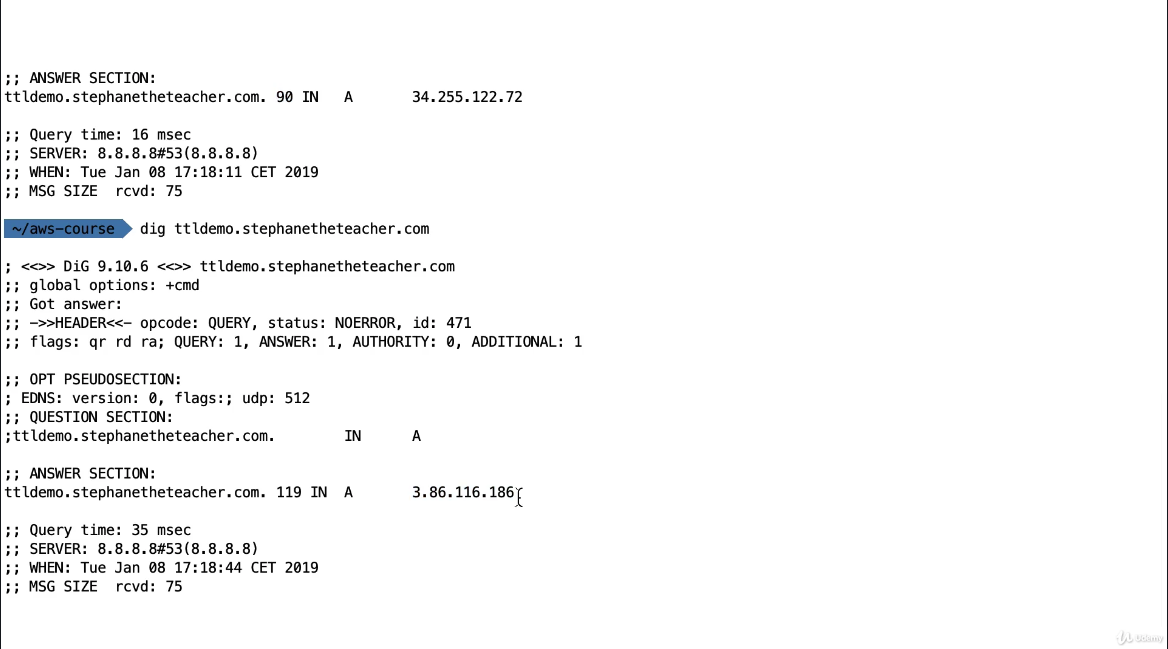 ;; ANSWER SECTION:
ttldemo.stephanetheteacher.com. 90 IN A 34.255.122.72
;; Query time: 16 msec
;; SERVER: 8.8.8.8#53(8.8.8.8)
;; WHEN: Tue Jan 08 17:18:11 CET 2019
;; MSG SIZE rcvd: 75
~/aws-course dig ttldemo.stephanetheteacher.com
; <<>> DiG 9.10.6 <<>> ttldemo.stephanetheteacher.com
;; global options: +cmd
;; Got answer:
;; ->>HEADER<<- opcode: QUERY, status: NOERROR, id: 471
;; flags: qr rd ra; QUERY: 1, ANSWER: 1, AUTHORITY: 0, ADDITIONAL: 1
;; OPT PSEUDOSECTION:
; EDNS: version: 0, flags:; udp: 512
;; QUESTION SECTION:
;ttldemo.stephanetheteacher.com. IN A
;; ANSWER SECTION:
ttldemo.stephanetheteacher.com. 119 IN A 3.86.116.186
;; Query time: 35 msec
;; SERVER: 8.8.8.8#53(8.8.8.8)
;; WHEN: Tue Jan 08 17:18:44 CET 2019
;; MSG SIZE rcvd: 75
Udemy